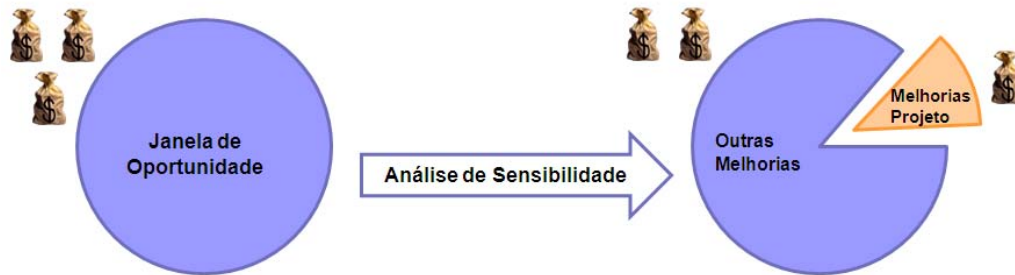 Janela de
Oportunidade
Análise de Sensibilidade
Outras
Melhorias
Melhorias
Projeto
$
$
$
$
$
$